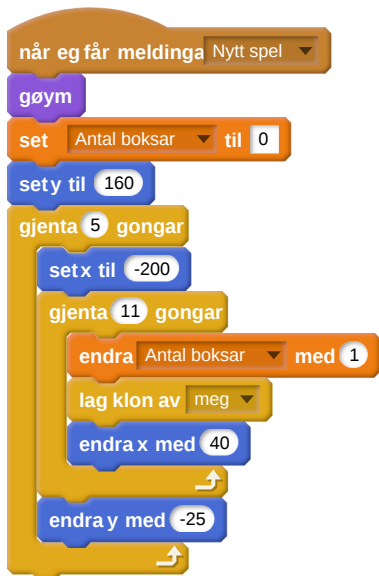 når eg får meldinga Nytt spel
gøym
set Antal boksar til 0
set y til 160
gjenta 5 gongar
set x til -200
gjenta 11 gongar
endra Antal boksar med 1
lag klon av meg
endra x med 40
endra y med -25